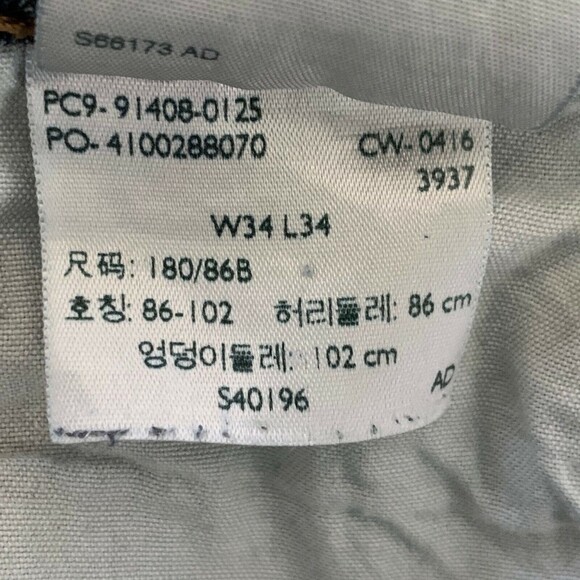 S66173 AD
PC9-91408-0125
PO-4100288070 CW-0416
3937
W34 L34
尺码: 180/86B
호칭: 86-102 허리둘레: 86 cm
엉덩이둘레: 102 cm
S40196 AD